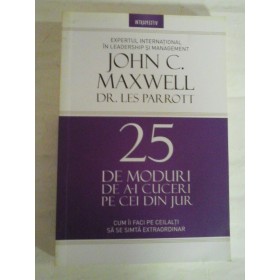 EXPERTUL INTERNAȚIONAL
ÎN LEADERSHIP ȘI MANAGEMENT
JOHN C.
MAXWELL
DR. LES PARROTT
25
DE MODURI
DE A-I CUCERI
PE CEI DIN JUR
CUM ÎI FACI PE CEILALȚI
SĂ SE SIMTĂ EXTRAORDINAR